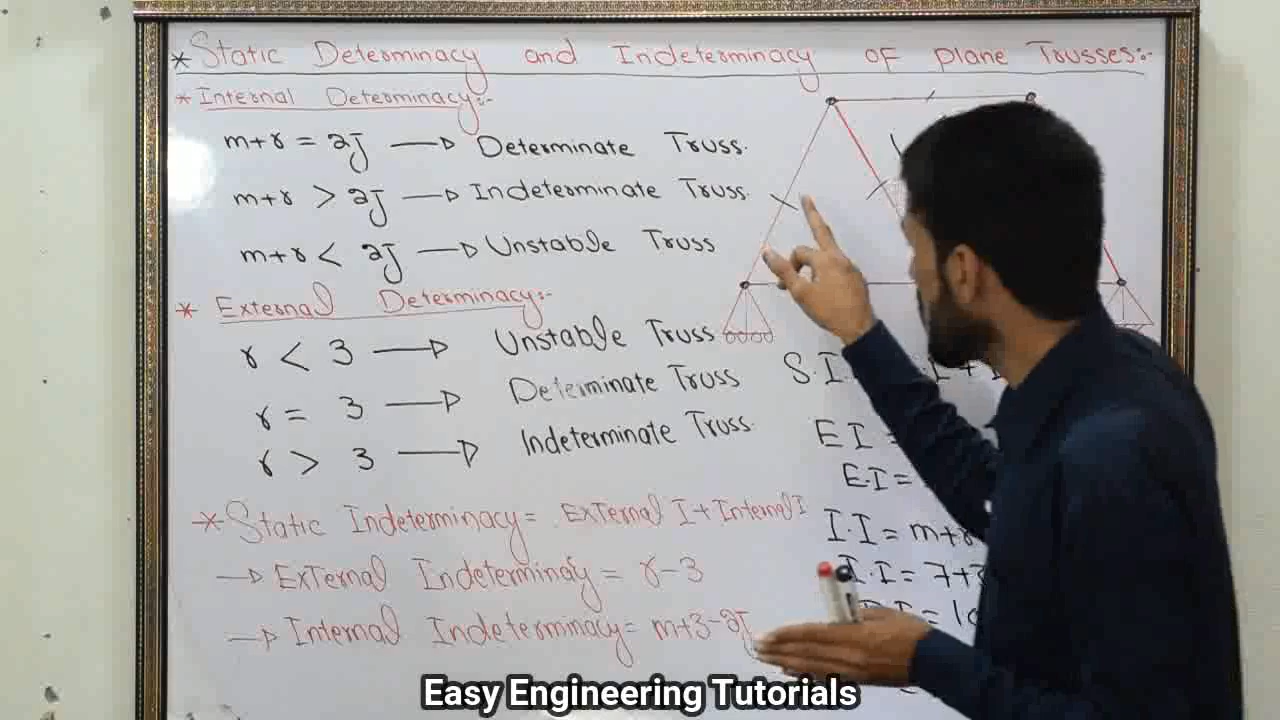 * Static Determinacy and Indeterminacy of plane Trusses:-
* Internal Determinacy:-
m+r = 2J → Determinate Truss.
m+r > 2J → Indeterminate Truss.
m+r < 2J → Unstable Truss
* External Determinacy:-
r < 3 → Unstable Truss
r = 3 → Determinate Truss
r > 3 → Indeterminate Truss.
* Static Indeterminacy = External I + Internal I
→ External Indeterminacy = r-3
→ Internal Indeterminacy = m+3-2J
S.I
EI =
E.I =
I.I = m+r
I.I = 7+3
= 10
Easy Engineering Tutorials